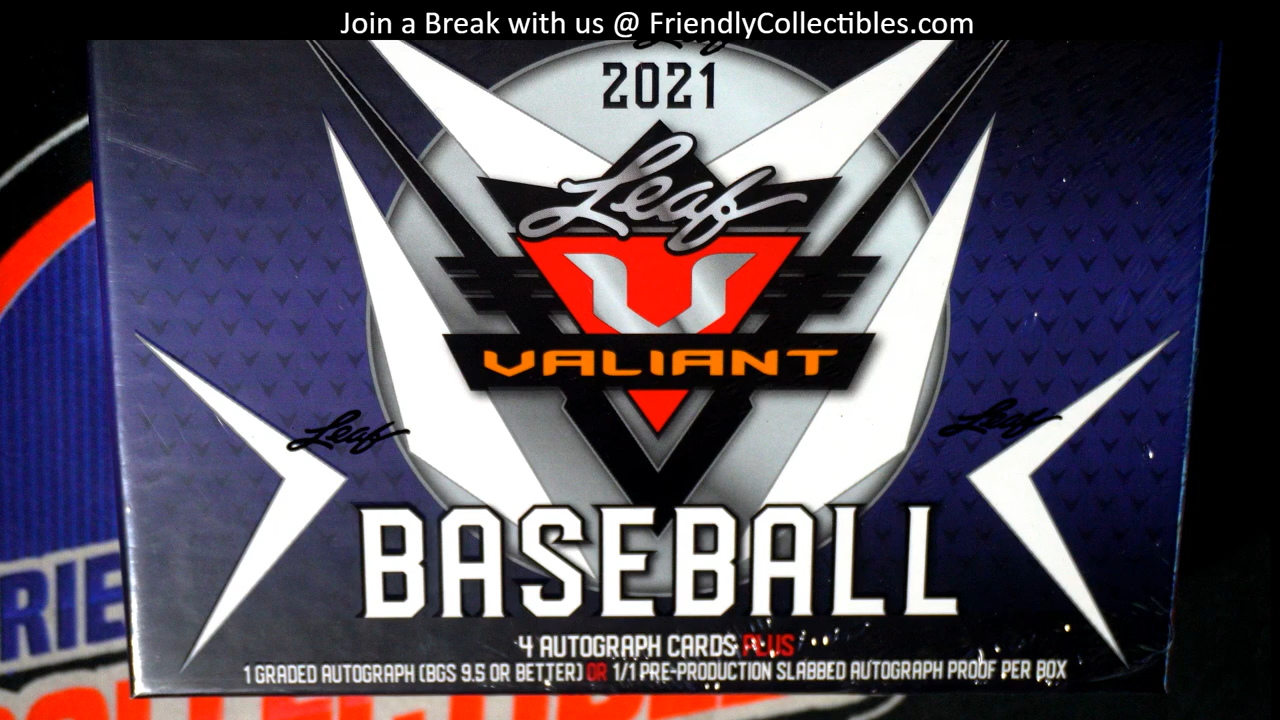 Join a Break with us @ FriendlyCollectibles.com
2021
Leaf
VALIANT
Leaf
Leaf
BASEBALL
4 AUTOGRAPH CARDS PLUS
1 GRADED AUTOGRAPH (BGS 9.5 OR BETTER) OR 1/1 PRE-PRODUCTION SLABBED AUTOGRAPH PROOF PER BOX